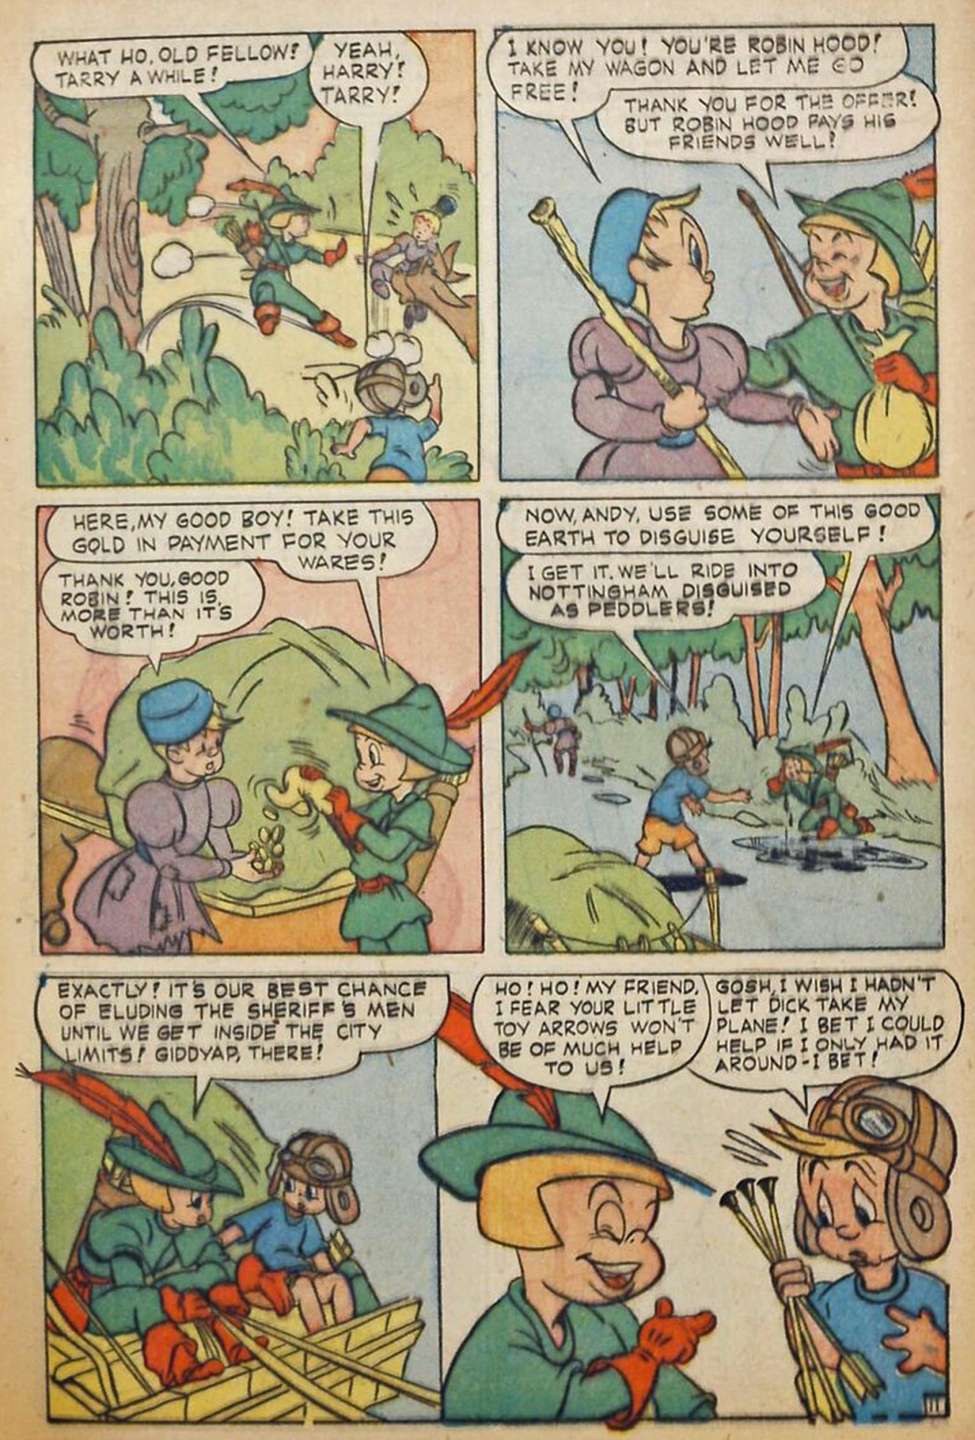 WHAT HO, OLD FELLOW!
TARRY A WHILE!
YEAH,
HARRY!
TARRY!
I KNOW YOU! YOU'RE ROBIN HOOD!
TAKE MY WAGON AND LET ME GO
FREE!
THANK YOU FOR THE OFFER!
BUT ROBIN HOOD PAYS HIS
FRIENDS WELL!
HERE, MY GOOD BOY! TAKE THIS
GOLD IN PAYMENT FOR YOUR
WARES!
THANK YOU, GOOD
ROBIN! THIS IS
MORE THAN IT'S
WORTH!
NOW, ANDY, USE SOME OF THIS GOOD
EARTH TO DISGUISE YOURSELF!
I GET IT. WE'LL RIDE INTO
NOTTINGHAM DISGUISED
AS PEDDLERS!
EXACTLY! IT'S OUR BEST CHANCE
OF ELUDING THE SHERIFF'S MEN
UNTIL WE GET INSIDE THE CITY
LIMITS! GIDDYAP, THERE!
HO! HO! MY FRIEND,
I FEAR YOUR LITTLE
TOY ARROWS WON'T
BE OF MUCH HELP
TO US!
GOSH, I WISH I HADN'T
LET DICK TAKE MY
PLANE! I BET I COULD
HELP IF I ONLY HAD IT
AROUND-I BET!
11